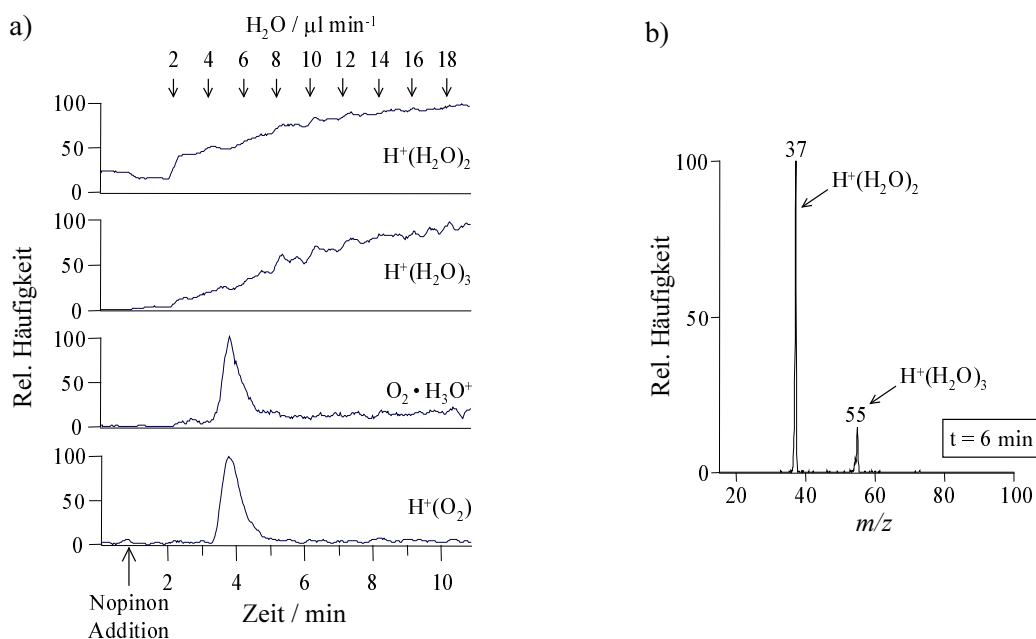 a)
H₂O / µl min⁻¹
2 4 6 8 10 12 14 16 18
Rel. Häufigkeit
100
50
0
H⁺(H₂O)₂
100
50
0
H⁺(H₂O)₃
100
50
0
O₂ • H₃O⁺
100
50
0
H⁺(O₂)
2 4 6 8 10
Zeit / min
Nopinon
Addition
b)
Rel. Häufigkeit
100
50
0
37
H⁺(H₂O)₂
H⁺(H₂O)₃
55
t = 6 min
20 40 60 80 100
m/z